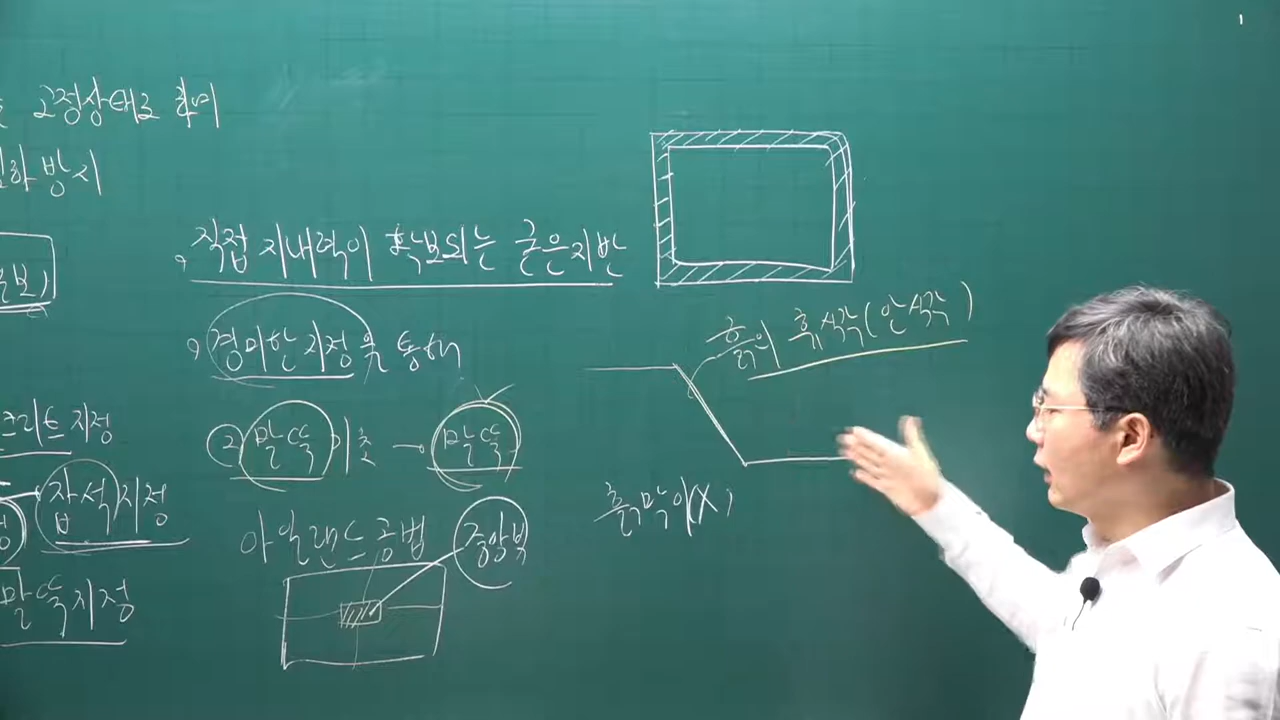 고정상태로 하며
방지
직접 지내력이 확보되는 굳은지반
경미한 지정을 통해
크리트지정
② 말뚝기초 → 말뚝
잡석지정
말뚝지정
아일랜드공법 중앙부
흙의 휴식각(안식각)
흙막이(X)